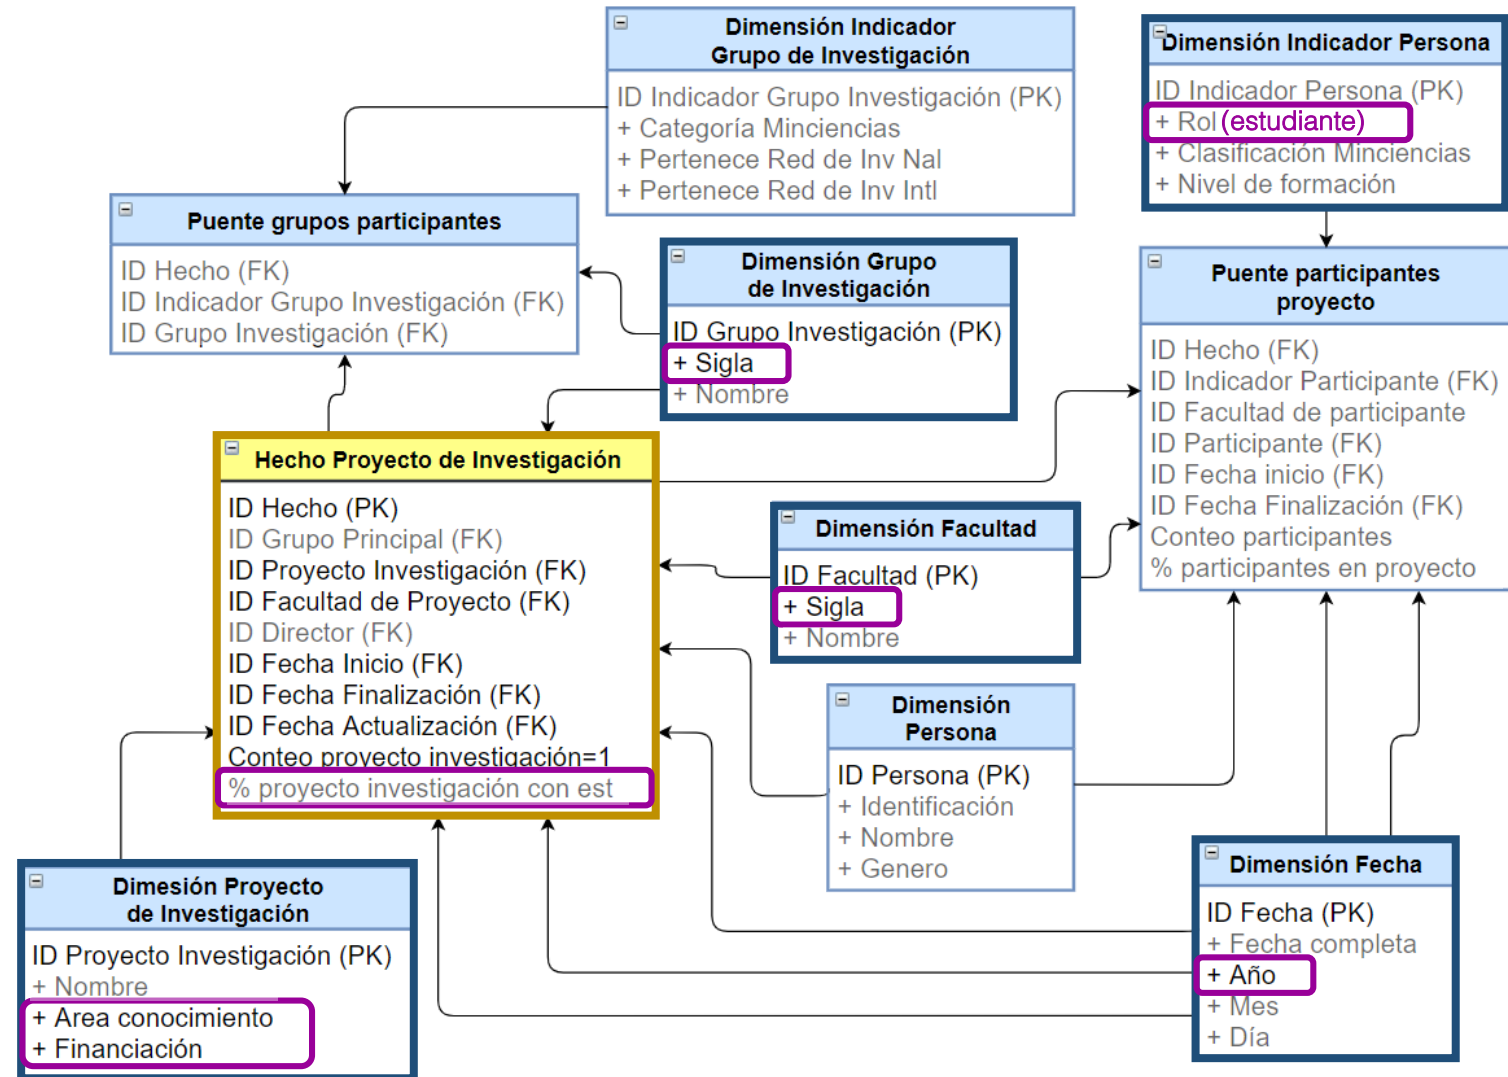 Dimensión Indicador
Grupo de Investigación
ID Indicador Grupo Investigación (PK)
+ Categoría Minciencias
+ Pertenece Red de Inv Nal
+ Pertenece Red de Inv Intl
Dimensión Indicador Persona
ID Indicador Persona (PK)
+ Rol (estudiante)
+ Clasificación Minciencias
+ Nivel de formación
Puente grupos participantes
ID Hecho (FK)
ID Indicador Grupo Investigación (FK)
ID Grupo Investigación (FK)
Dimensión Grupo
de Investigación
ID Grupo Investigación (PK)
+ Sigla
+ Nombre
Puente participantes
proyecto
ID Hecho (FK)
ID Indicador Participante (FK)
ID Facultad de participante
ID Participante (FK)
ID Fecha inicio (FK)
ID Fecha Finalización (FK)
Conteo participantes
% participantes en proyecto
Hecho Proyecto de Investigación
ID Hecho (PK)
ID Grupo Principal (FK)
ID Proyecto Investigación (FK)
ID Facultad de Proyecto (FK)
ID Director (FK)
ID Fecha Inicio (FK)
ID Fecha Finalización (FK)
ID Fecha Actualización (FK)
Conteo proyecto investigación=1
% proyecto investigación con est
Dimensión Facultad
ID Facultad (PK)
+ Sigla
+ Nombre
Dimensión
Persona
ID Persona (PK)
+ Identificación
+ Nombre
+ Genero
Dimesión Proyecto
de Investigación
ID Proyecto Investigación (PK)
+ Nombre
+ Area conocimiento
+ Financiación
Dimensión Fecha
ID Fecha (PK)
+ Fecha completa
+ Año
+ Mes
+ Día